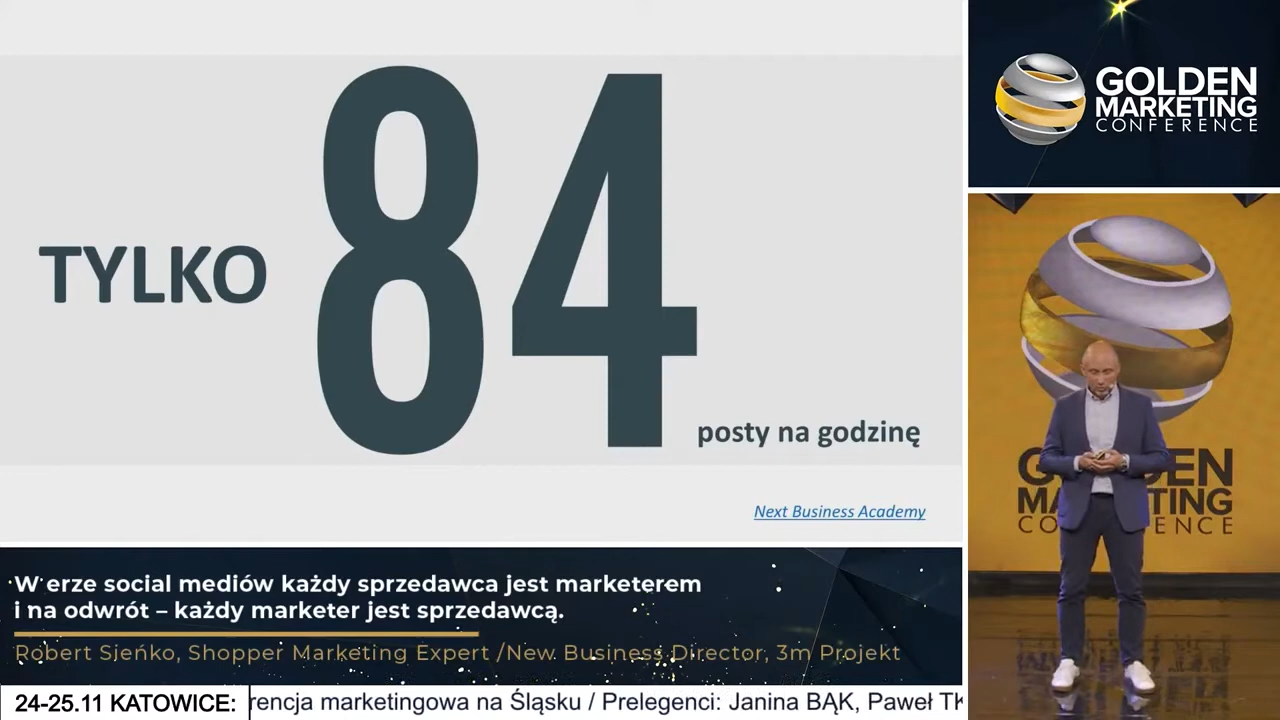 TYLKO 84 posty na godzinę
Next Business Academy
W erze social mediów każdy sprzedawca jest marketerem
i na odwrót – każdy marketer jest sprzedawcą.
Robert Sieńko, Shopper Marketing Expert /New Business Director, 3m Projekt
24-25.11 KATOWICE: rencja marketingowa na Śląsku / Prelegenci: Janina BĄK, Paweł TK
GOLDEN
MARKETING
CONFERENCE